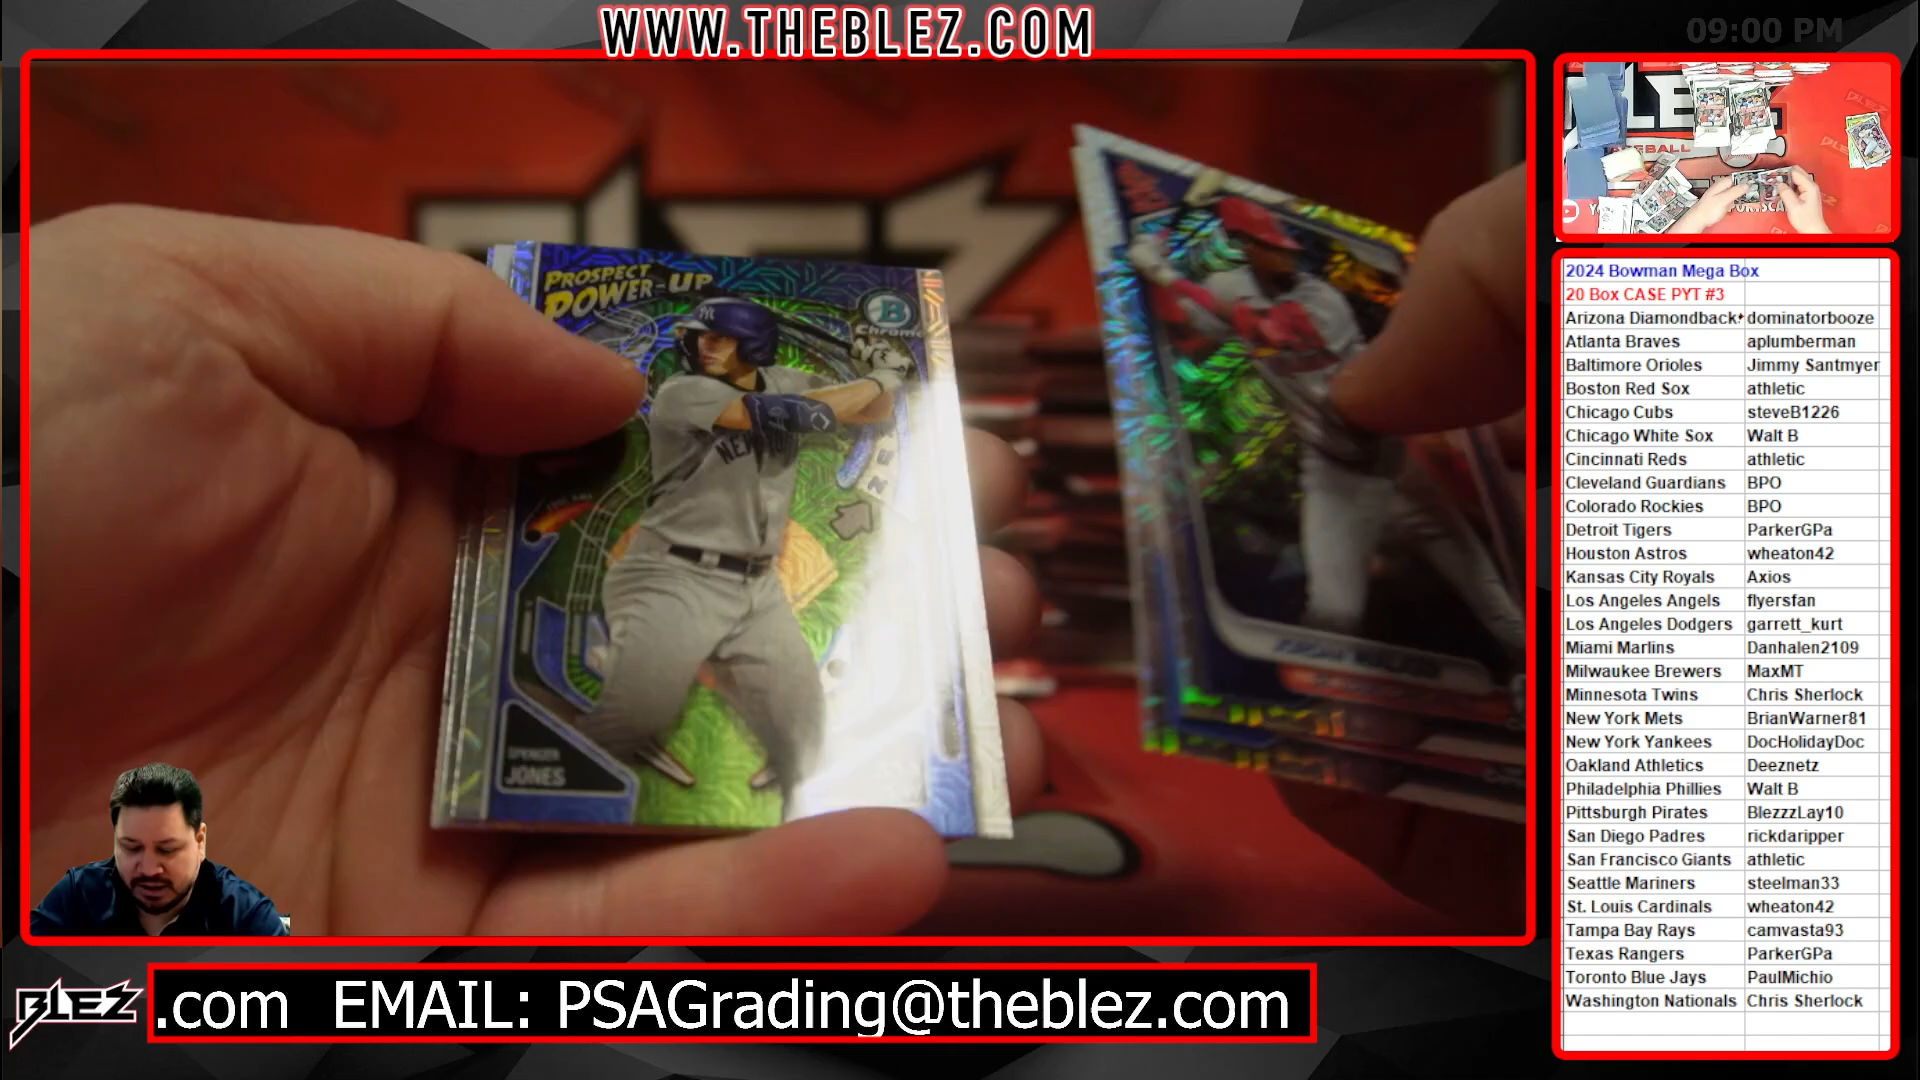 WWW.THEBLEZ.COM
09:00 PM
PROSPECT
POWER-UP
B
Chrome
NEW
SPENCER
JONES
2024 Bowman Mega Box
20 Box CASE PYT #3
Arizona Diamondback dominatorbooze
Atlanta Braves aplumberman
Baltimore Orioles Jimmy Santmyer
Boston Red Sox athletic
Chicago Cubs steveB1226
Chicago White Sox Walt B
Cincinnati Reds athletic
Cleveland Guardians BPO
Colorado Rockies BPO
Detroit Tigers ParkerGPa
Houston Astros wheaton42
Kansas City Royals Axios
Los Angeles Angels flyersfan
Los Angeles Dodgers garrett_kurt
Miami Marlins Danhalen2109
Milwaukee Brewers MaxMT
Minnesota Twins Chris Sherlock
New York Mets BrianWarner81
New York Yankees DocHolidayDoc
Oakland Athletics Deeznetz
Philadelphia Phillies Walt B
Pittsburgh Pirates BlezzzLay10
San Diego Padres rickdaripper
San Francisco Giants athletic
Seattle Mariners steelman33
St. Louis Cardinals wheaton42
Tampa Bay Rays camvasta93
Texas Rangers ParkerGPa
Toronto Blue Jays PaulMichio
Washington Nationals Chris Sherlock
BLEZ
.com EMAIL: PSAGrading@theblez.com